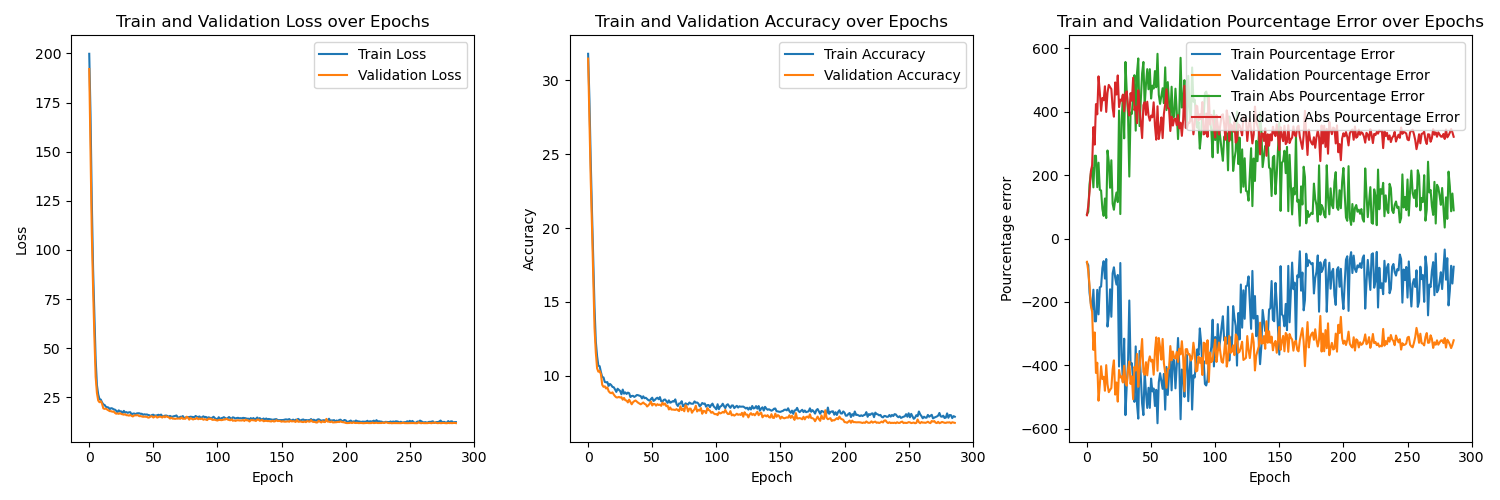 Train and Validation Loss over Epochs
Loss
200
175
150
125
100
75
50
25
0
50
100
150
200
250
300
Epoch
Train Loss
Validation Loss
Train and Validation Accuracy over Epochs
Accuracy
30
25
20
15
10
0
50
100
150
200
250
300
Epoch
Train Accuracy
Validation Accuracy
Train and Validation Pourcentage Error over Epochs
Pourcentage error
600
400
200
0
−200
−400
−600
0
50
100
150
200
250
300
Epoch
Train Pourcentage Error
Validation Pourcentage Error
Train Abs Pourcentage Error
Validation Abs Pourcentage Error